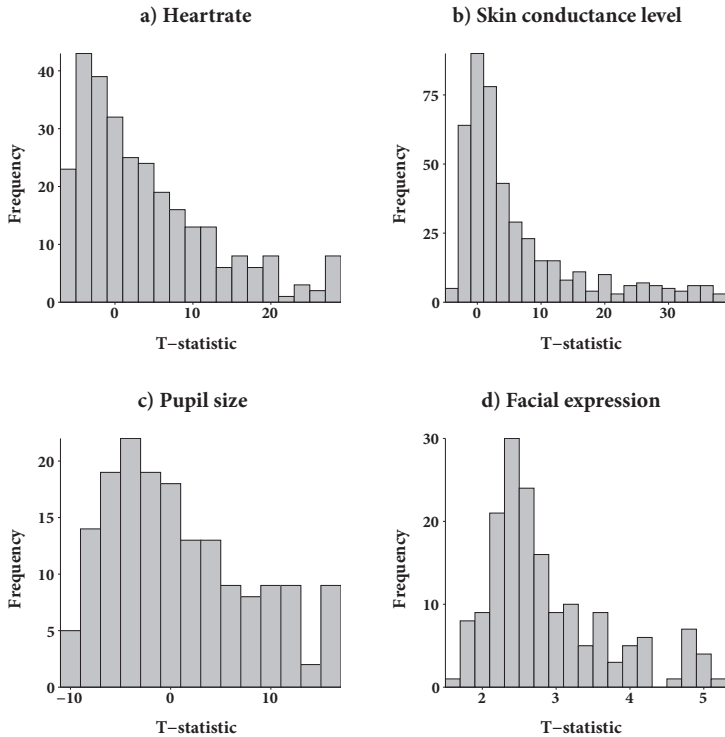 a) Heartrate
Frequency
40
30
20
10
0
0 20
T−statistic
b) Skin conductance level
Frequency
75
50
25
0
0 10 20 30
T−statistic
c) Pupil size
Frequency
20
15
10
5
0
−10 0 10
T−statistic
d) Facial expression
Frequency
30
20
10
0
2 3 4 5
T−statistic